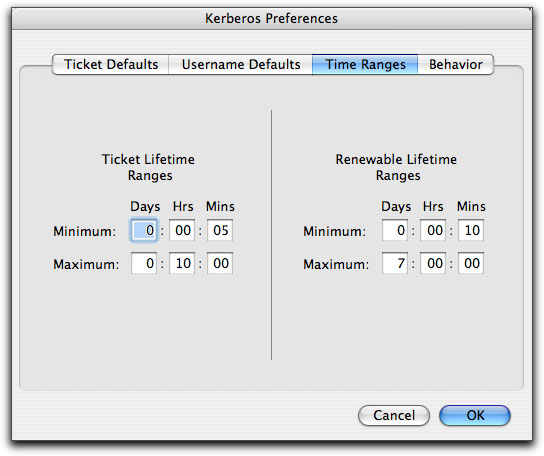 Kerberos Preferences
Ticket Defaults Username Defaults Time Ranges Behavior
Ticket Lifetime
Ranges
Days Hrs Mins
Minimum: 0 : 00 : 05
Maximum: 0 : 10 : 00
Renewable Lifetime
Ranges
Days Hrs Mins
Minimum: 0 : 00 : 10
Maximum: 7 : 00 : 00
Cancel OK